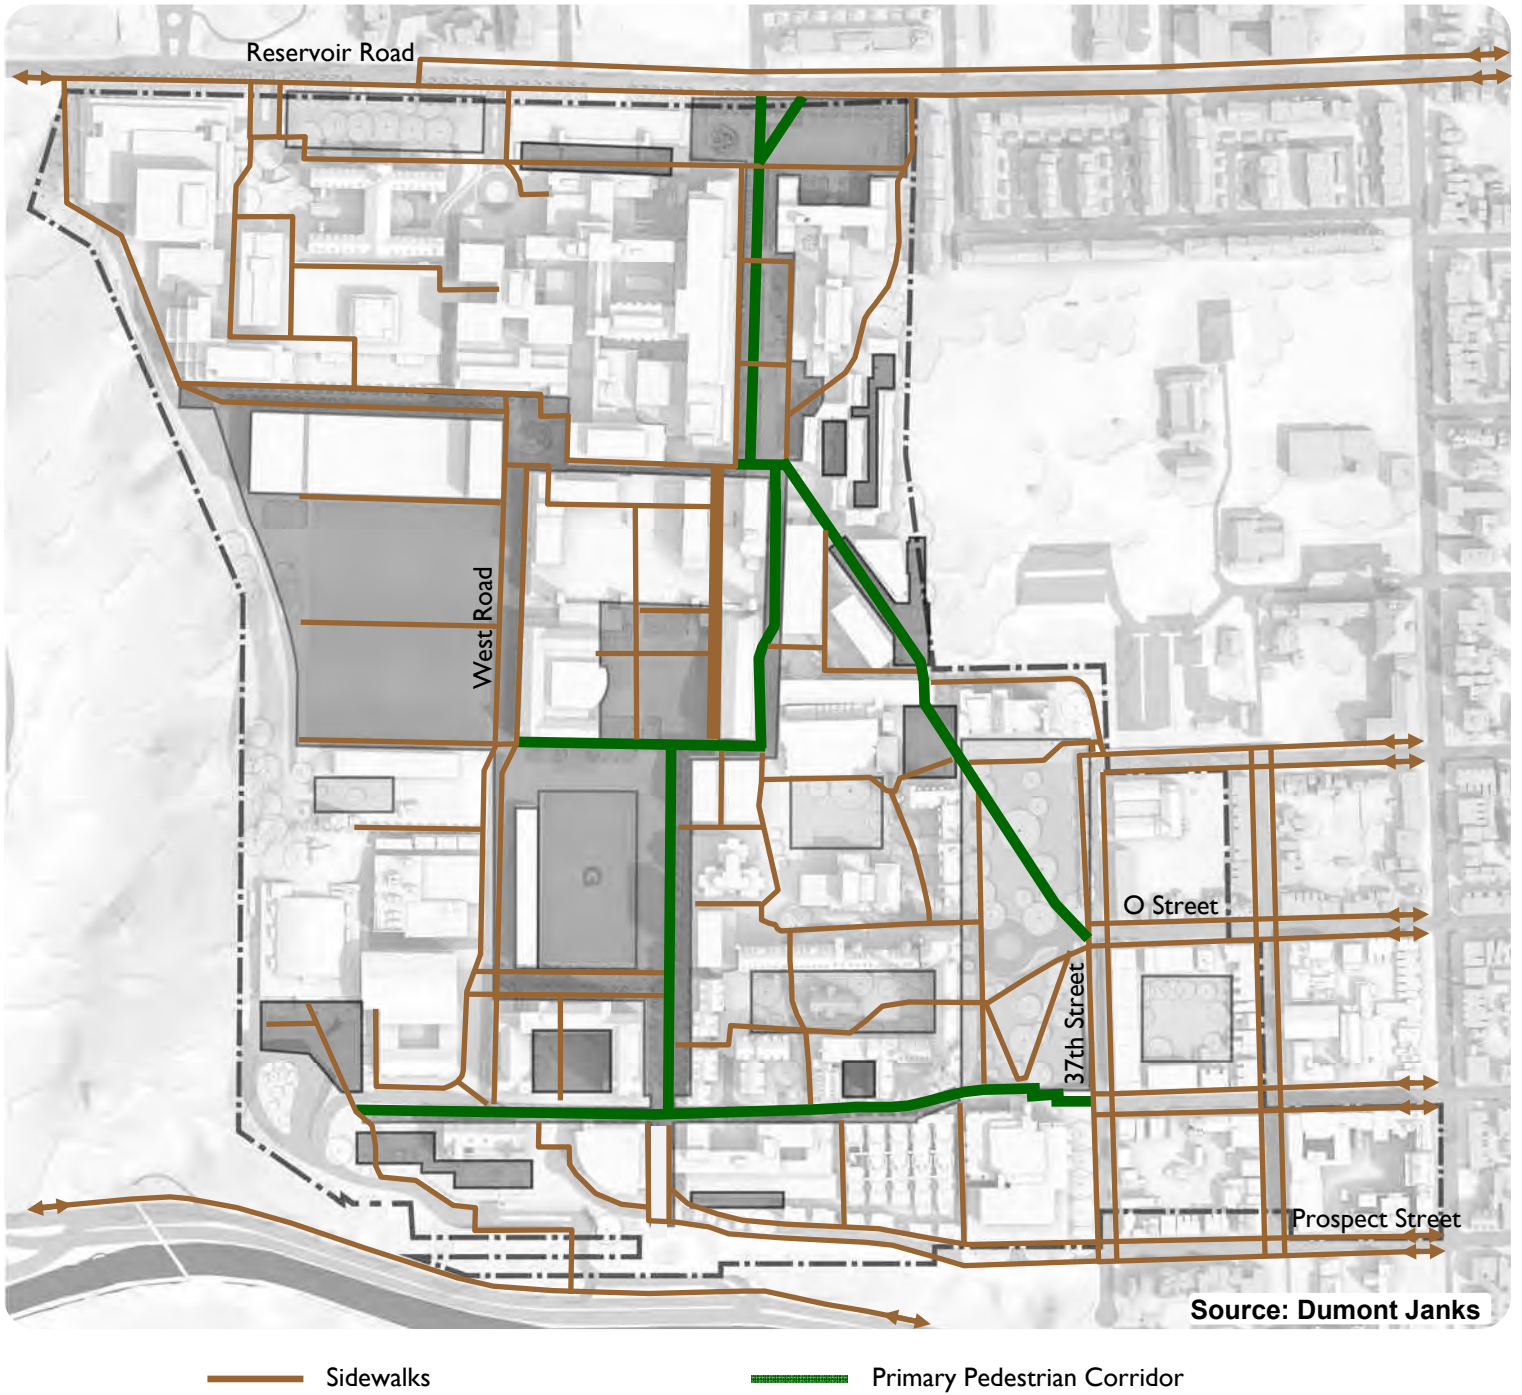 Reservoir Road
West Road
G
O Street
37th Street
Prospect Street
Source: Dumont Janks
Sidewalks
Primary Pedestrian Corridor